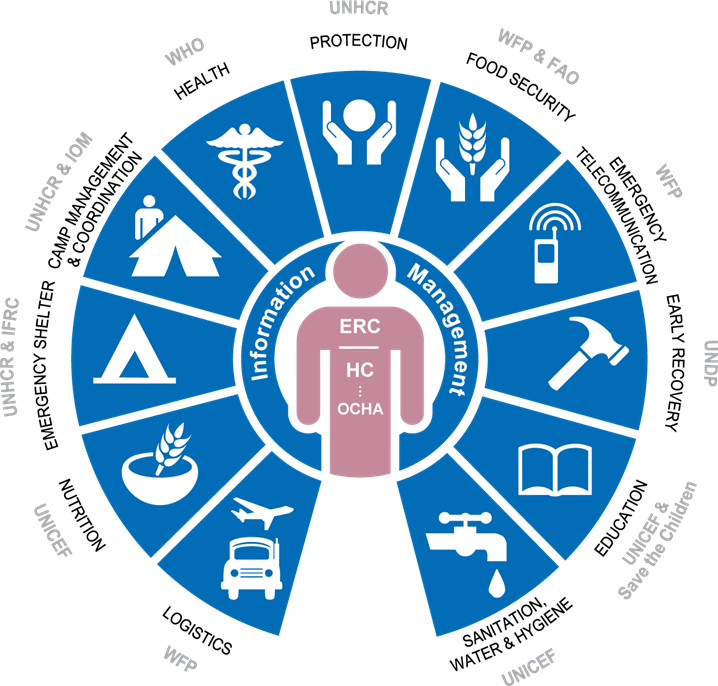 UNHCR
PROTECTION
WFP & FAO
FOOD SECURITY
WFP
EMERGENCY
TELECOMMUNICATION
UNDP
EARLY RECOVERY
EDUCATION
UNICEF &
Save the Children
SANITATION,
WATER & HYGIENE
UNICEF
LOGISTICS
WFP
NUTRITION
UNICEF
UNHCR & IFRC
EMERGENCY SHELTER
UNHCR & IOM
CAMP MANAGEMENT
& COORDINATION
WHO
HEALTH
Information Management
ERC
HC
OCHA